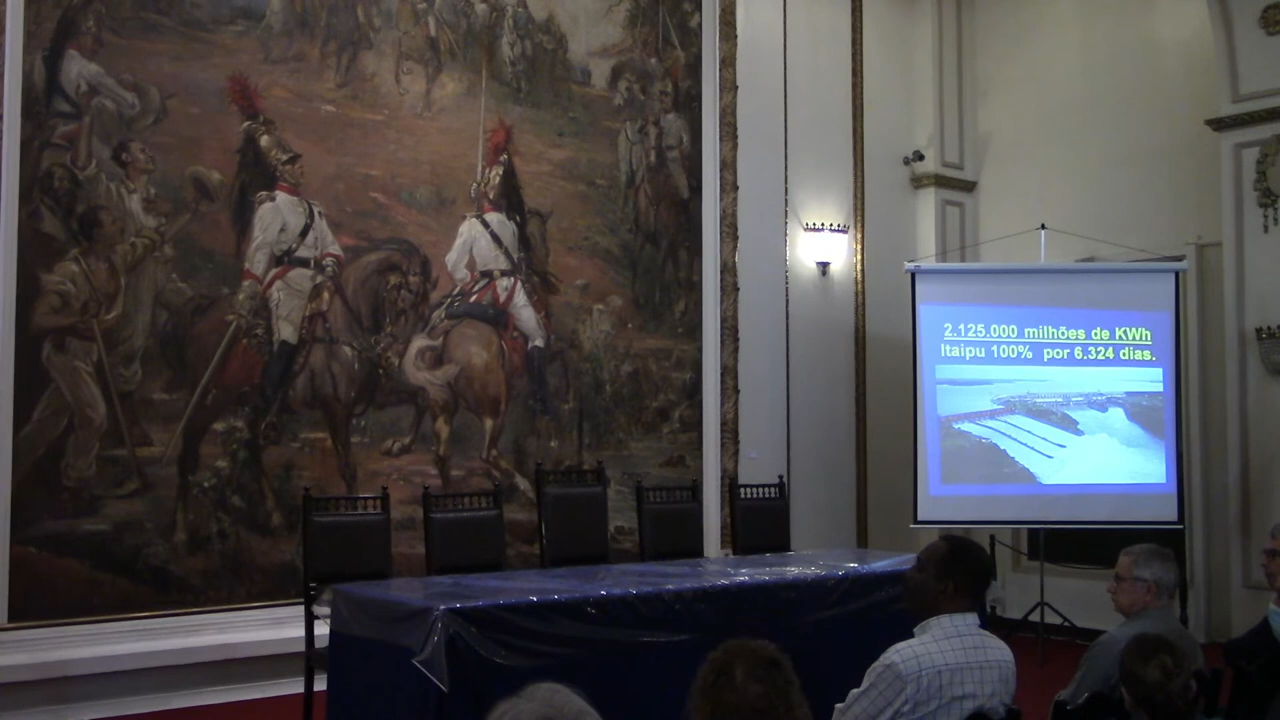 2.125.000 milhões de KWh
Itaipu 100% por 6.324 dias.